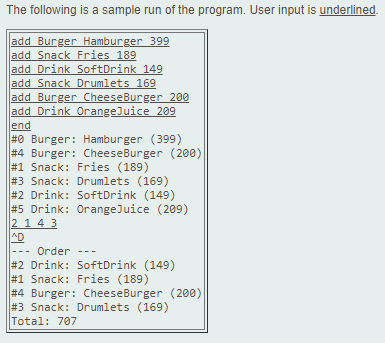 The following is a sample run of the program. User input is underlined.
add Burger Hamburger 399
add Snack Fries 189
add Drink SoftDrink 149
add Snack Drumlets 169
add Burger CheeseBurger 200
add Drink OrangeJuice 209
end
#0 Burger: Hamburger (399)
#4 Burger: CheeseBurger (200)
#1 Snack: Fries (189)
#3 Snack: Drumlets (169)
#2 Drink: SoftDrink (149)
#5 Drink: OrangeJuice (209)
2 1 4 3
^D
--- Order ---
#2 Drink: SoftDrink (149)
#1 Snack: Fries (189)
#4 Burger: CheeseBurger (200)
#3 Snack: Drumlets (169)
Total: 707